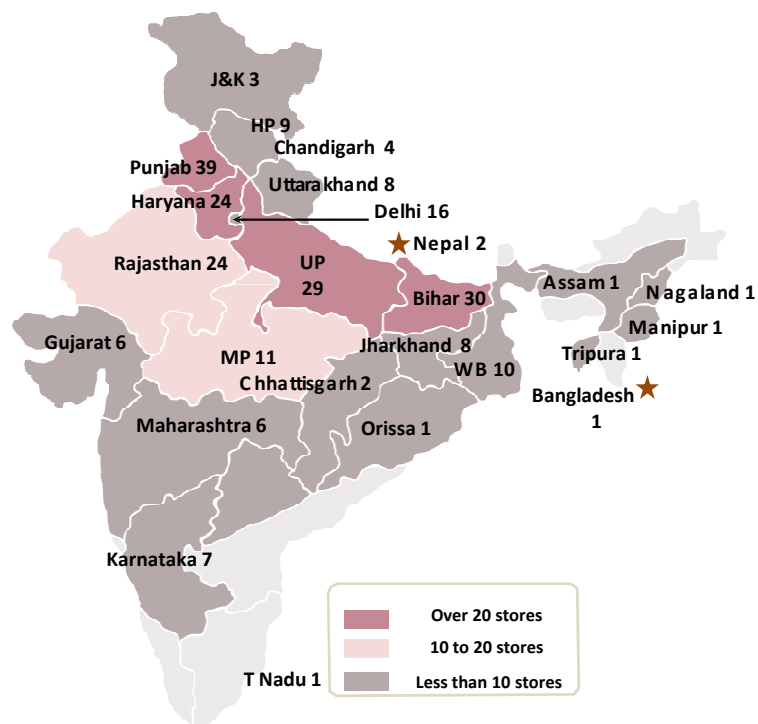 J&K 3
HP 9
Chandigarh 4
Punjab 39
Uttarakhand 8
Haryana 24
Delhi 16
Nepal 2
Rajasthan 24
UP
29
Bihar 30
Assam 1
Nagaland 1
Manipur 1
Gujarat 6
MP 11
Jharkhand 8
Tripura 1
WB 10
Chhattisgarh 2
Bangladesh
1
Maharashtra 6
Orissa 1
Karnataka 7
T Nadu 1
Over 20 stores
10 to 20 stores
Less than 10 stores